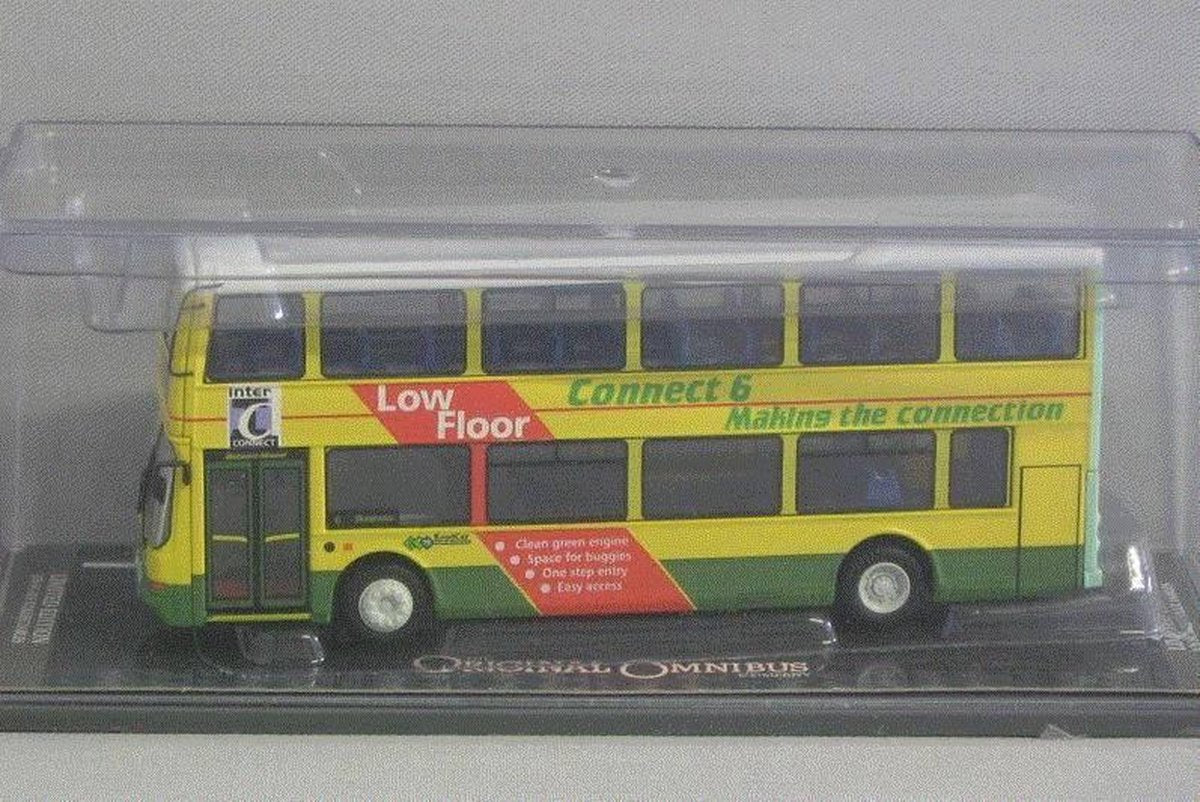 Inter
C
CONNECT
Low
Floor
Connect 6
Making the connection
Clean green engine
Space for buggies
One step entry
Easy access
ORIGINAL OMNIBUS
COMPANY